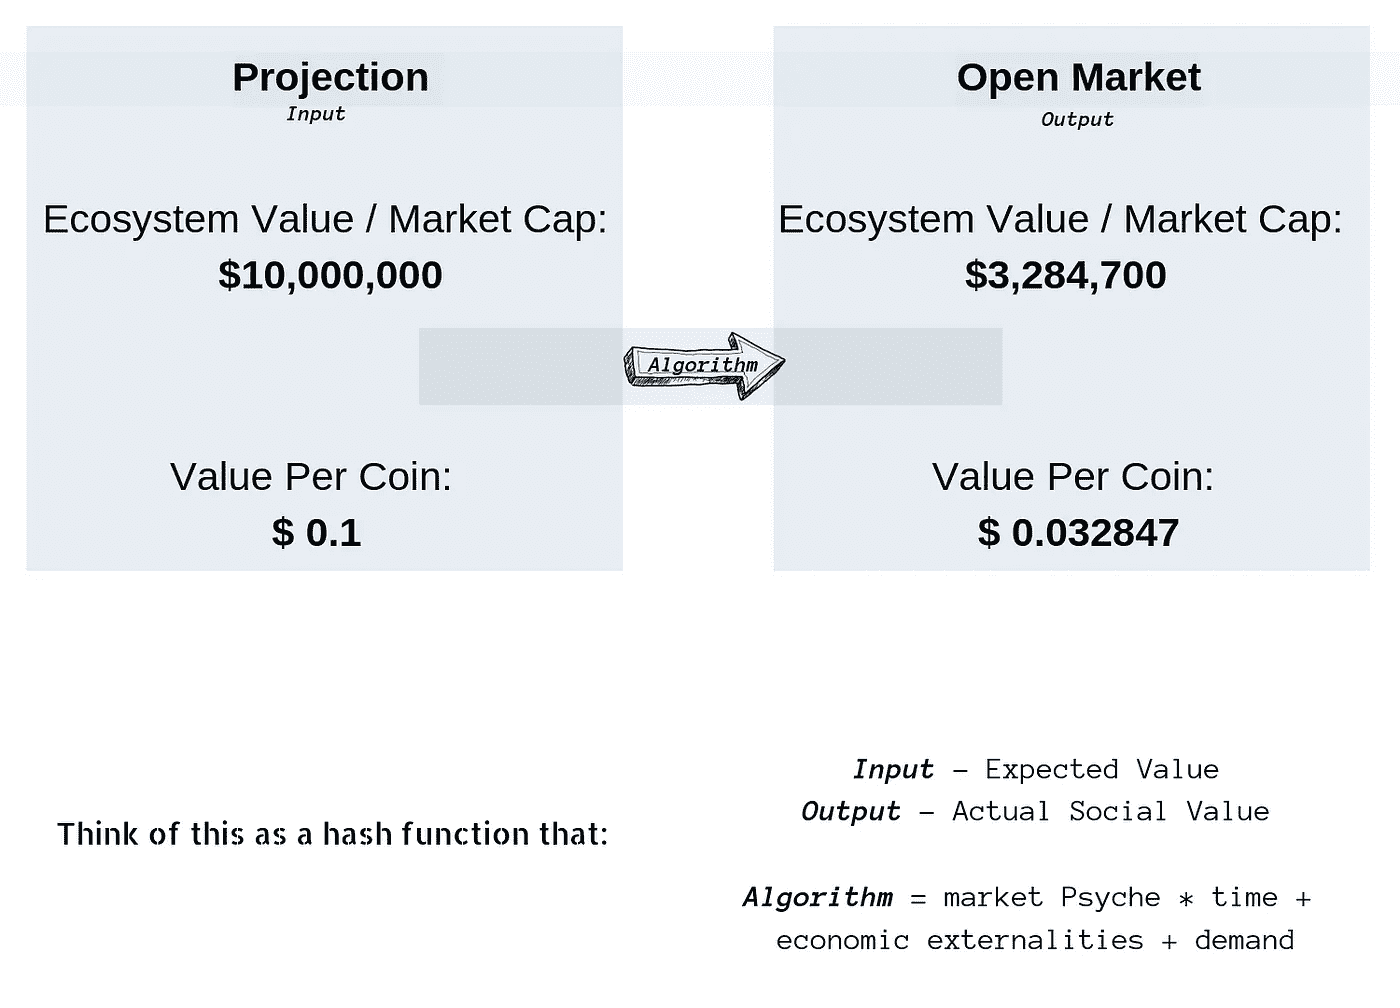 Projection
Input
Ecosystem Value / Market Cap:
$10,000,000
Value Per Coin:
$ 0.1
Algorithm
Open Market
Output
Ecosystem Value / Market Cap:
$3,284,700
Value Per Coin:
$ 0.032847
Think of this as a hash function that:
Input – Expected Value
Output – Actual Social Value
Algorithm = market Psyche * time +
economic externalities + demand